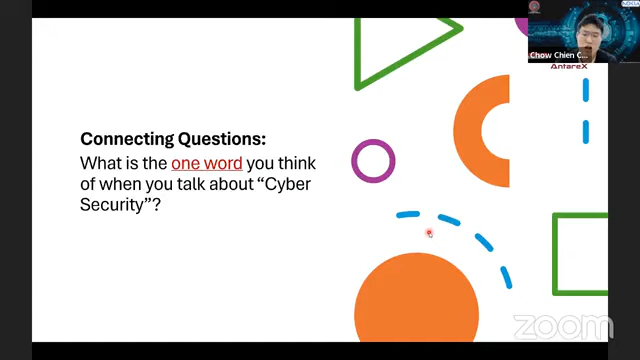 Connecting Questions:
What is the one word you think
of when you talk about “Cyber
Security”?
Chow Chien C...
AntareX
zoom